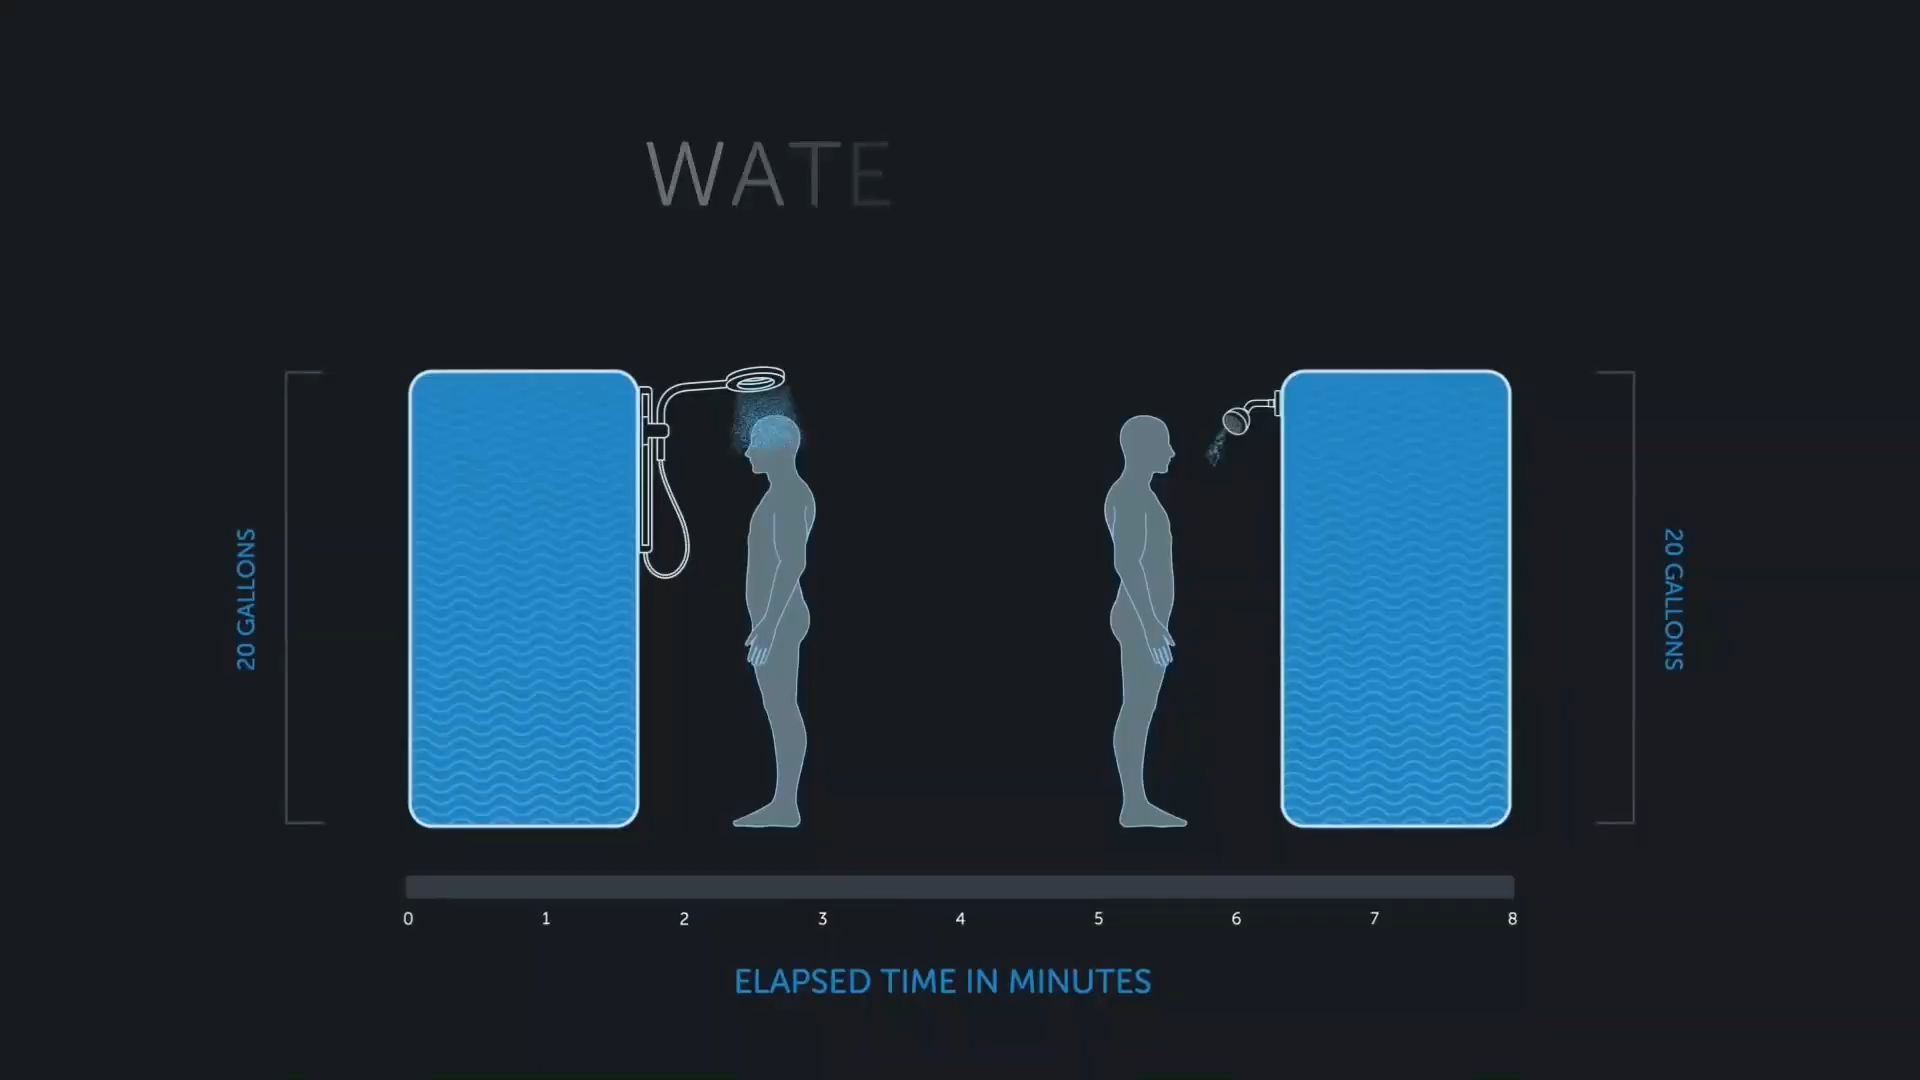 WATE
20 GALLONS
20 GALLONS
0 1 2 3 4 5 6 7 8
ELAPSED TIME IN MINUTES